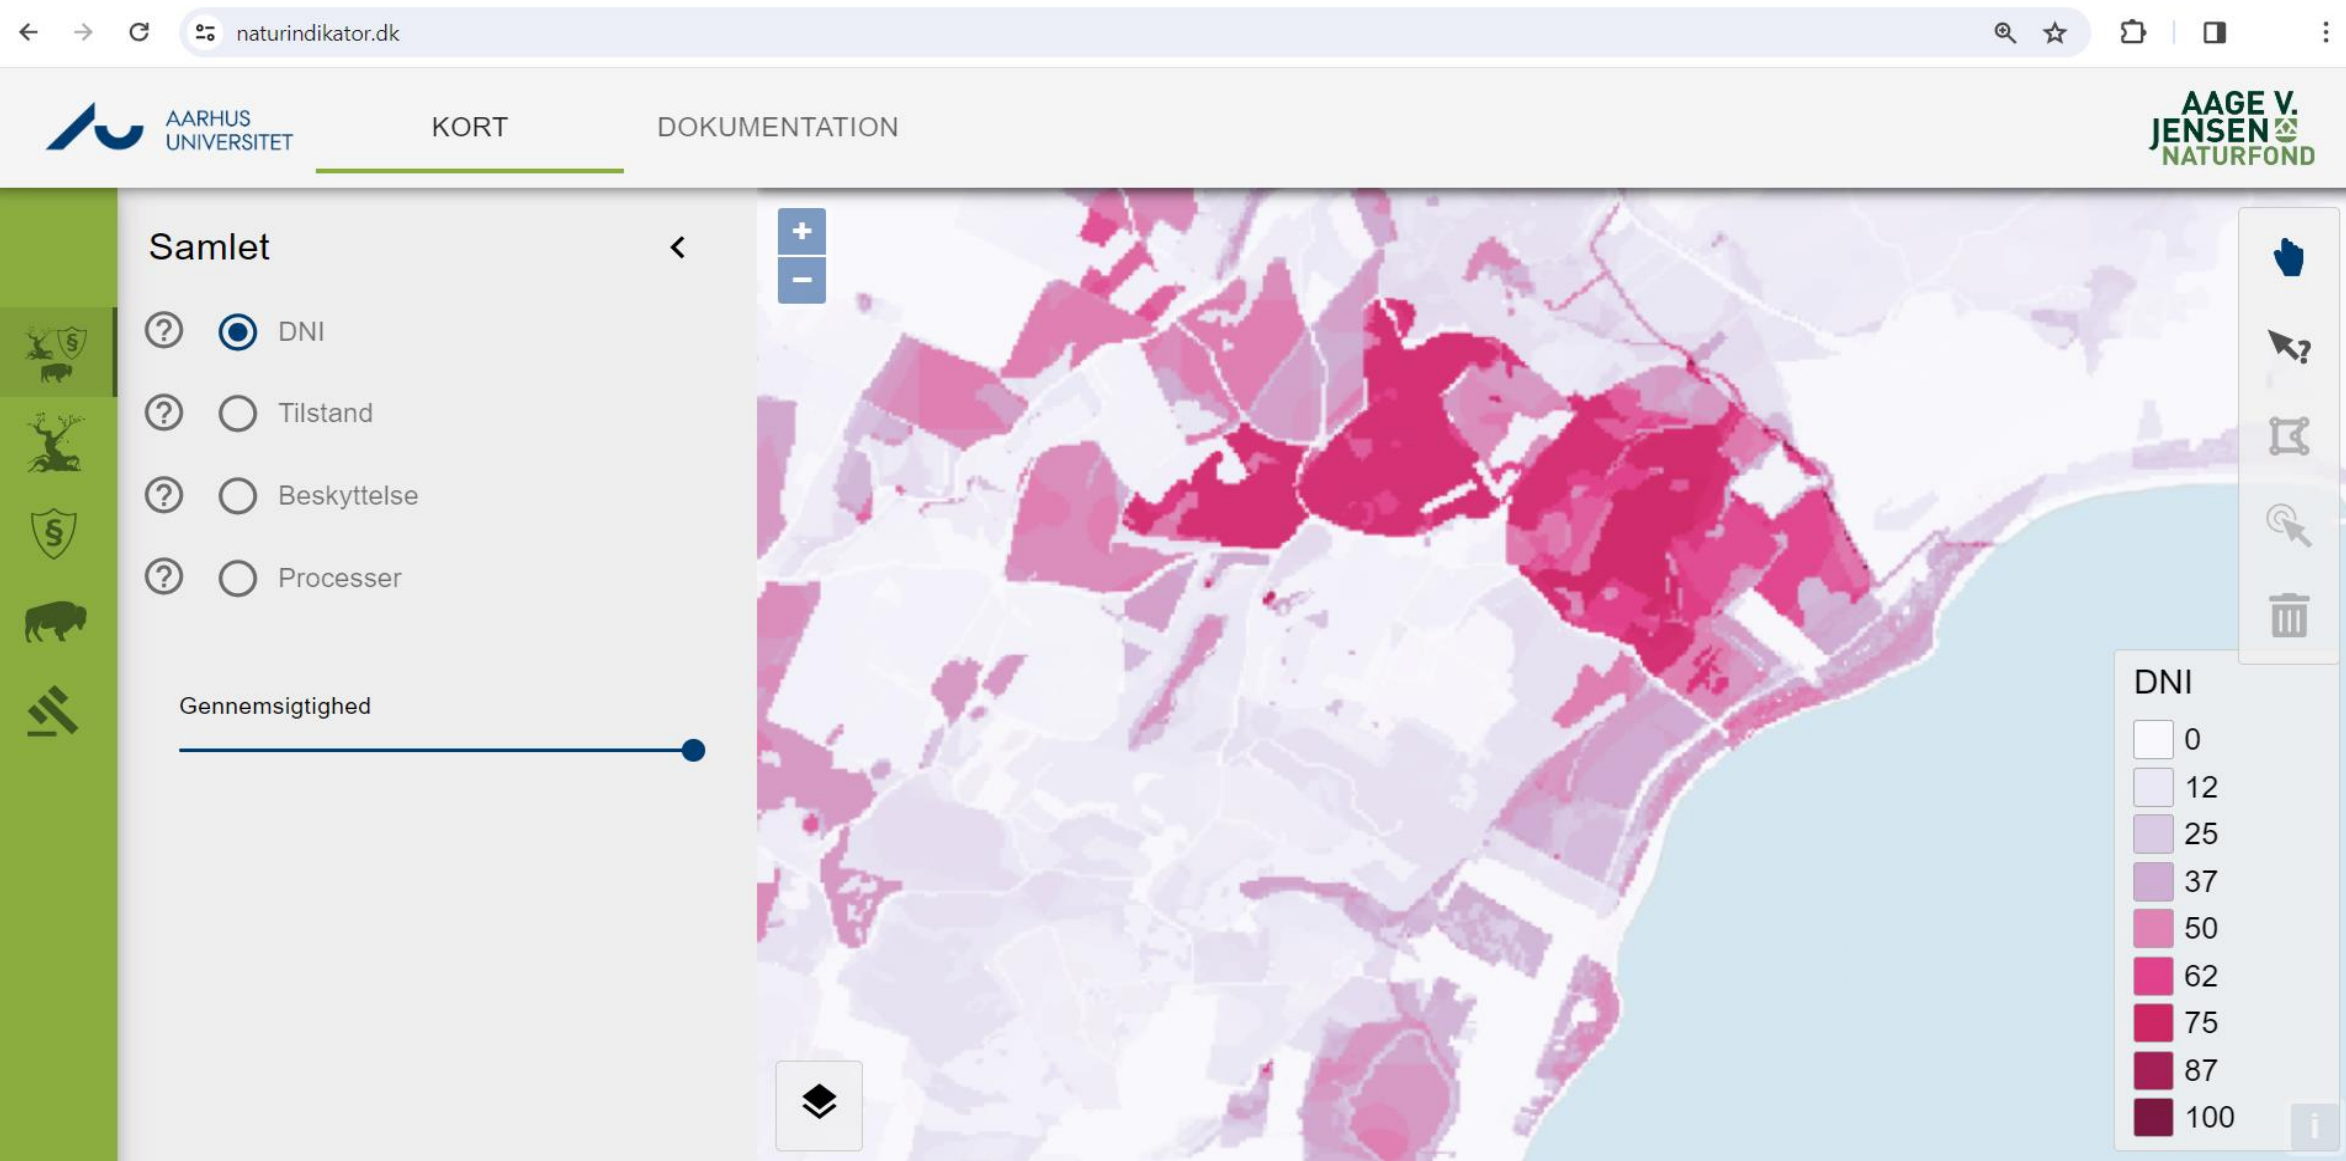 naturindikator.dk
AARHUS
UNIVERSITET
KORT
DOKUMENTATION
AAGE V.
JENSEN
NATURFOND
Samlet
DNI
Tilstand
Beskyttelse
Processer
Gennemsigtighed
DNI
0
12
25
37
50
62
75
87
100